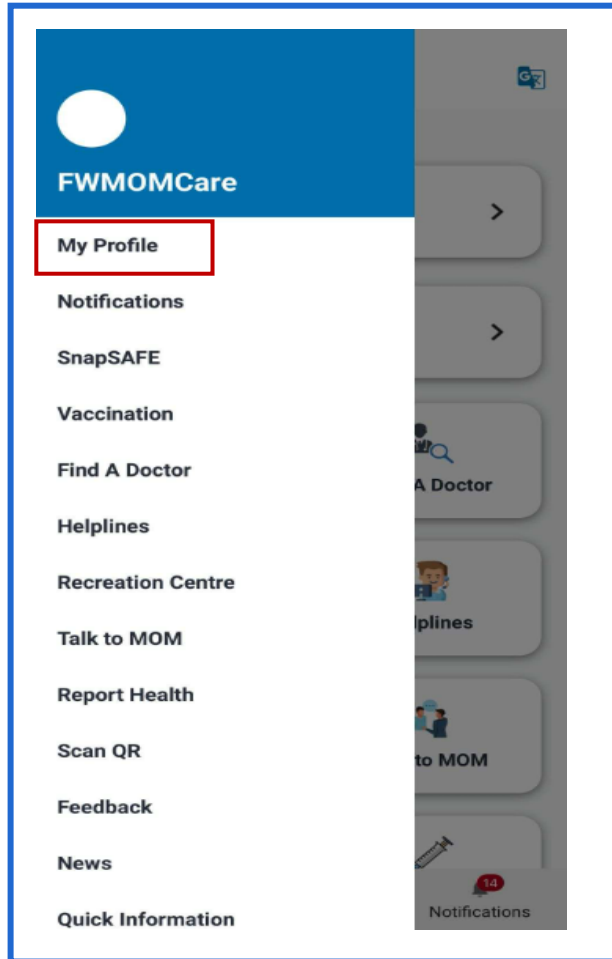 FWMOMCare
My Profile
Notifications
SnapSAFE
Vaccination
Find A Doctor
Helplines
Recreation Centre
Talk to MOM
Report Health
Scan QR
Feedback
News
Quick Information
A Doctor
lplines
to MOM
14
Notifications